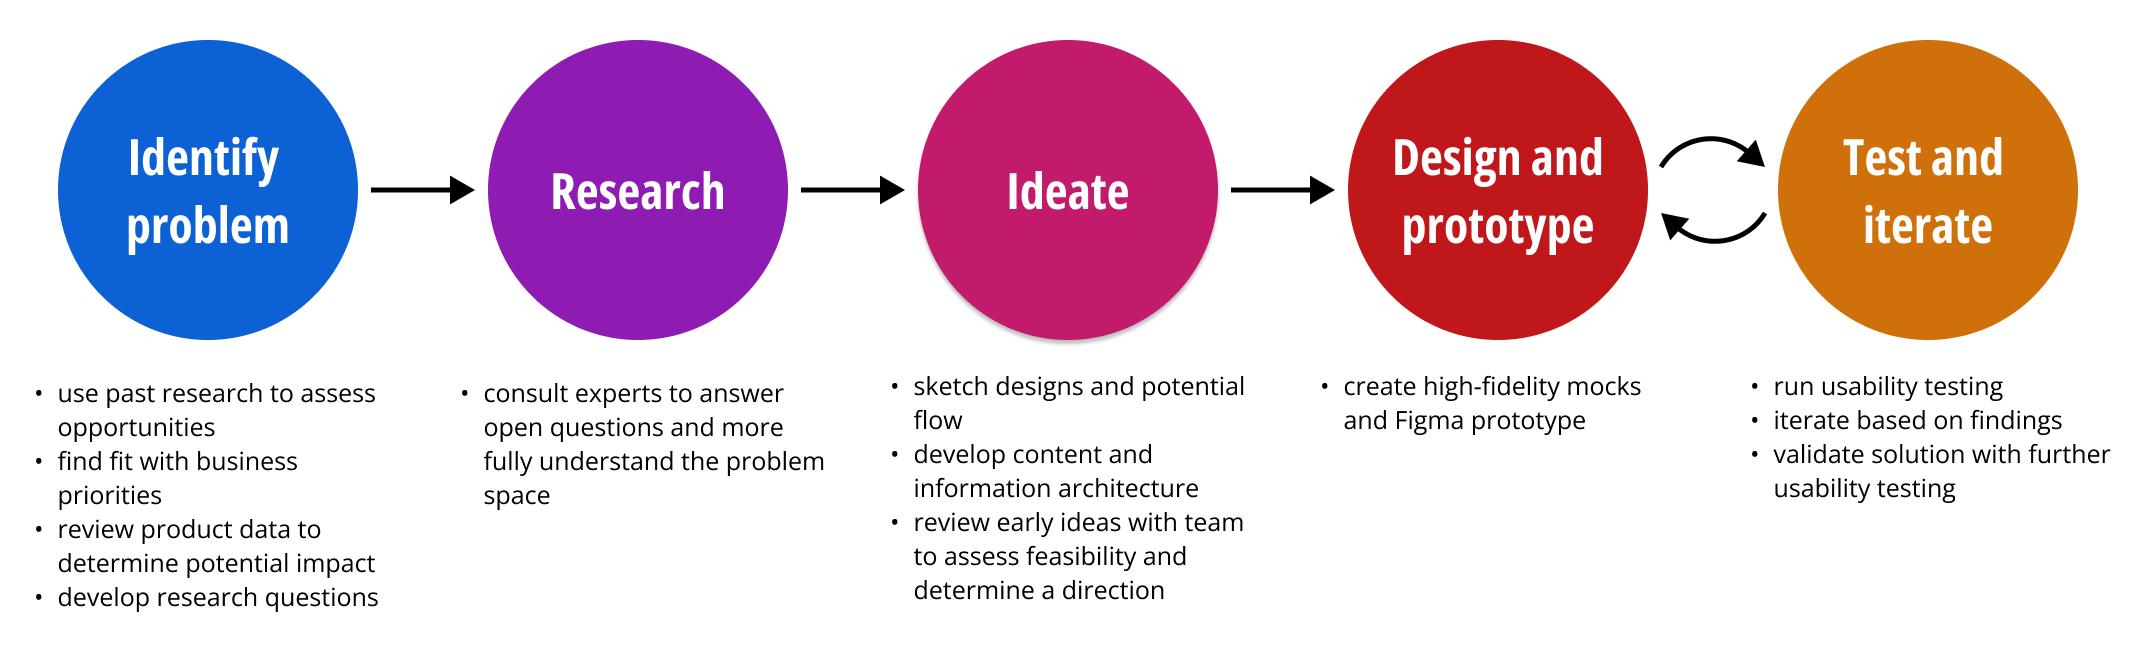 Identify
problem
Research
Ideate
Design and
prototype
Test and
iterate
• use past research to assess
opportunities
• find fit with business
priorities
• review product data to
determine potential impact
• develop research questions
• consult experts to answer
open questions and more
fully understand the problem
space
• sketch designs and potential
flow
• develop content and
information architecture
• review early ideas with team
to assess feasibility and
determine a direction
• create high-fidelity mocks
and Figma prototype
• run usability testing
• iterate based on findings
• validate solution with further
usability testing